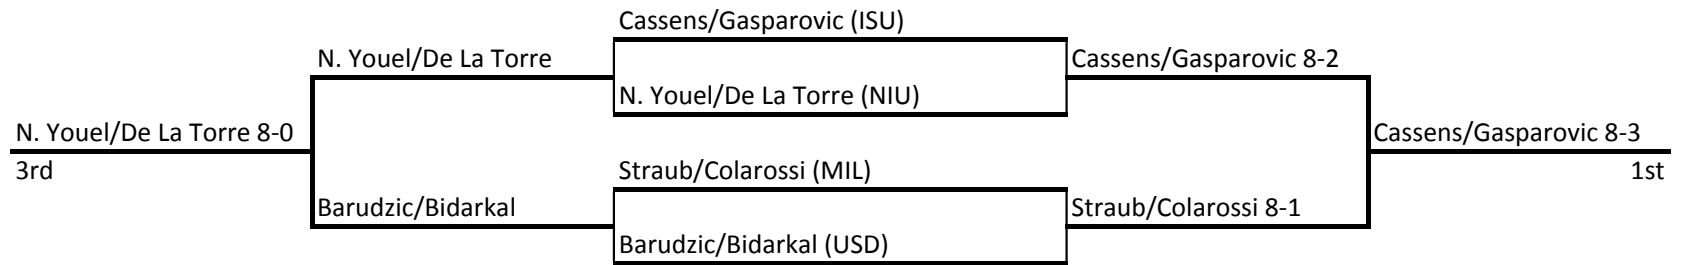 Cassens/Gasparovic (ISU)
N. Youel/De La Torre
Cassens/Gasparovic 8-2
N. Youel/De La Torre (NIU)
N. Youel/De La Torre 8-0
Cassens/Gasparovic 8-3
3rd
Straub/Colarossi (MIL)
1st
Barudzic/Bidarkal
Straub/Colarossi 8-1
Barudzic/Bidarkal (USD)